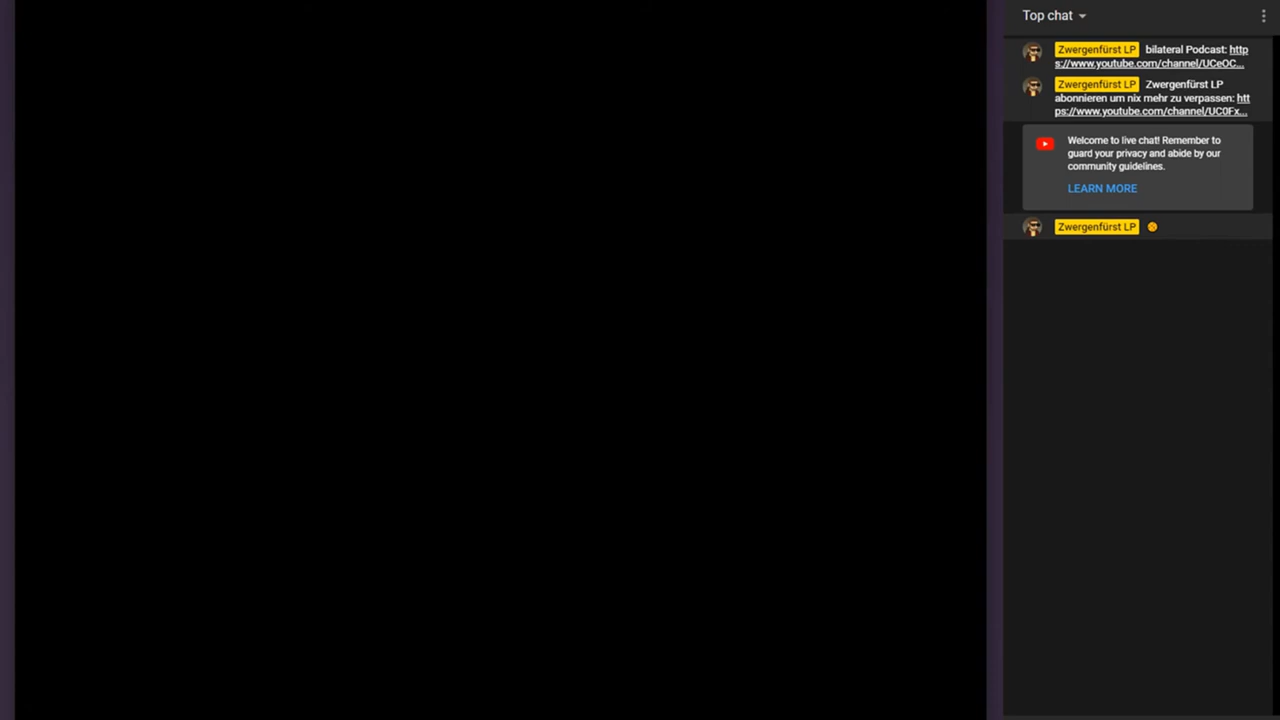 Top chat
Zwergenfürst LP bilateral Podcast: http
s://www.youtube.com/channel/UCeOC...
Zwergenfürst LP Zwergenfürst LP
abonnieren um nix mehr zu verpassen: htt
ps://www.youtube.com/channel/UC0Fx...
Welcome to live chat! Remember to
guard your privacy and abide by our
community guidelines.
LEARN MORE
Zwergenfürst LP